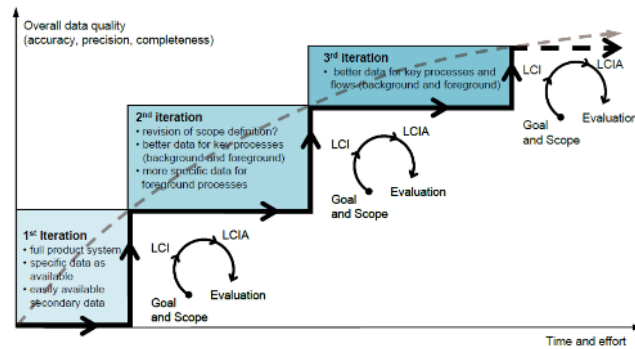 Overall data quality
(accuracy, precision, completeness)
3rd iteration
• better data for key processes and
flows (background and foreground)
LCI
LCIA
Goal
and Scope
Evaluation
2nd iteration
• revision of scope definition?
• better data for key processes
(background and foreground)
• more specific data for
foreground processes
LCI
LCIA
Goal
and Scope
Evaluation
1st Iteration
• full product system
• specific data as
available
• easily available
secondary data
LCI
LCIA
Goal
and Scope
Evaluation
Time and effort